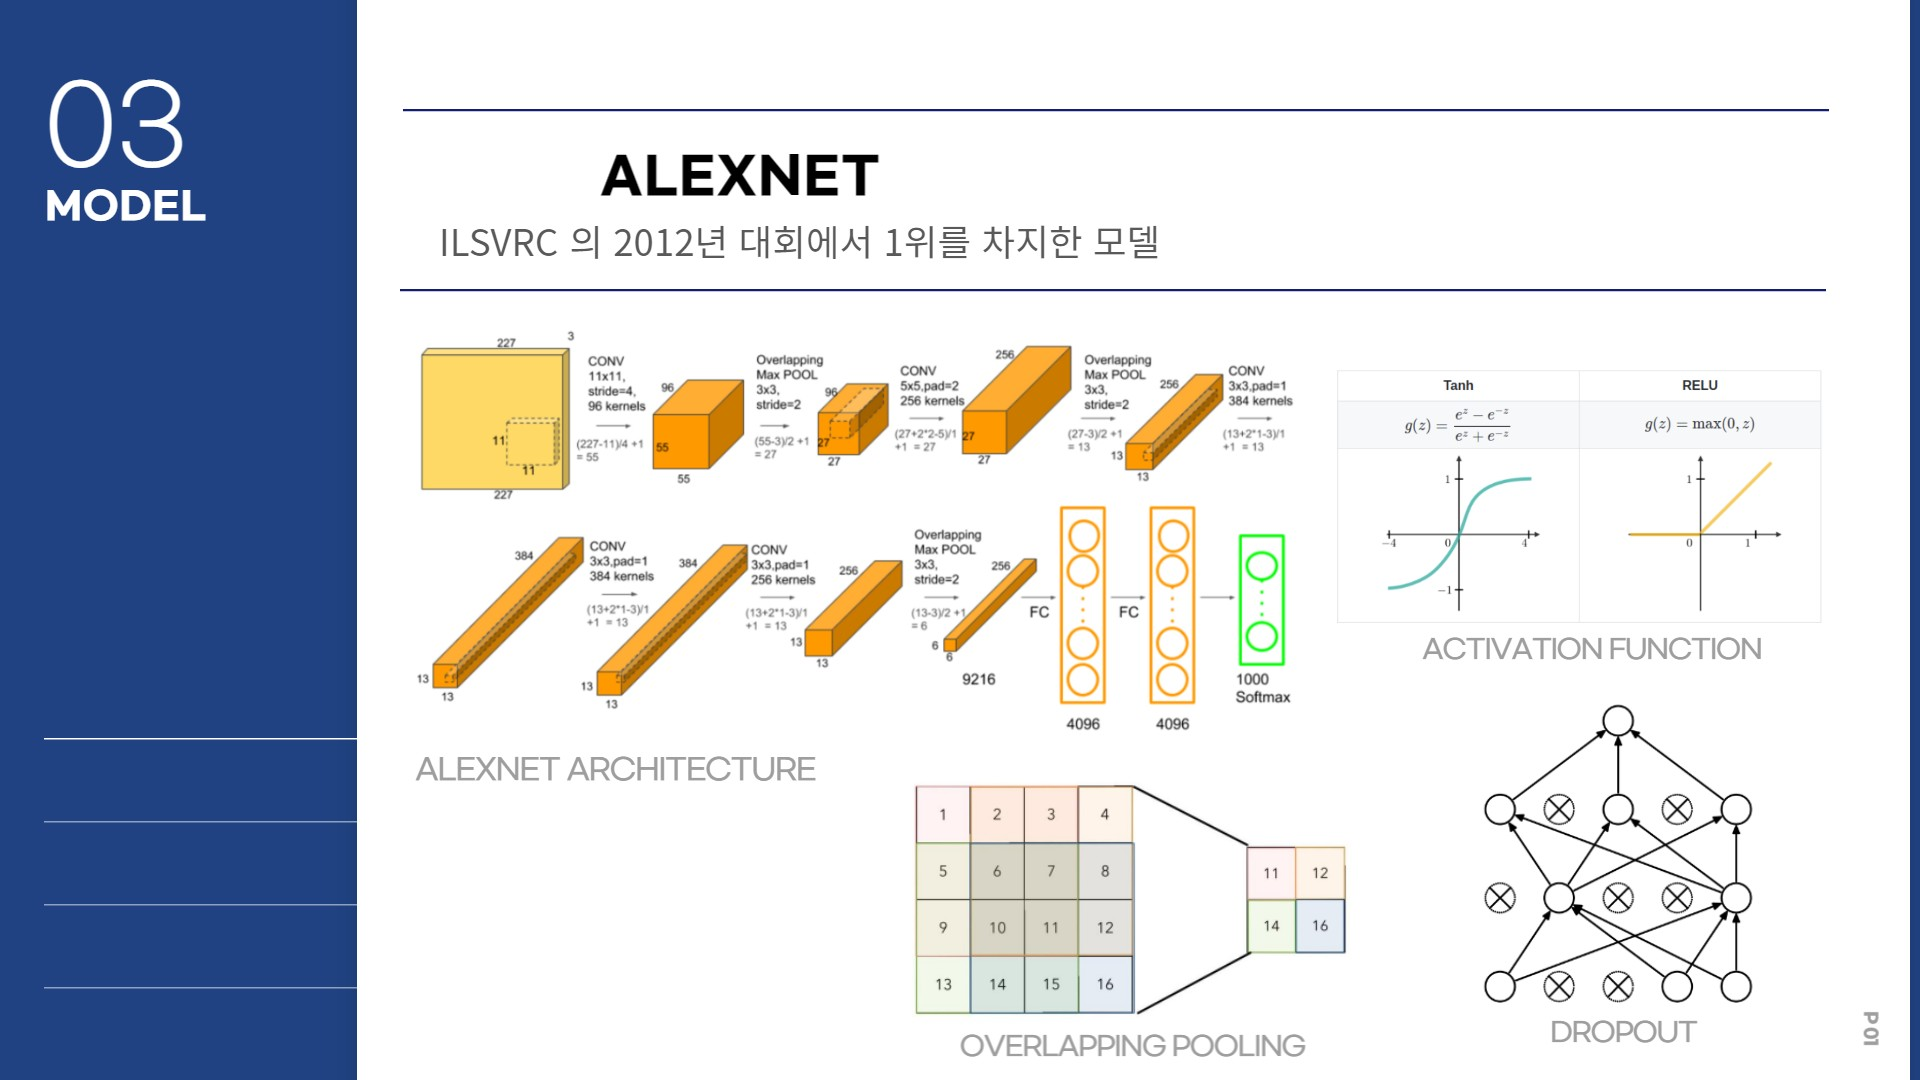 03
MODEL
ALEXNET
ILSVRC 의 2012년 대회에서 1위를 차지한 모델
227
3
11
11
227
CONV
11x11,
stride=4,
96 kernels
(227-11)/4 +1
= 55
96
55
55
Overlapping
Max POOL
3x3,
stride=2
(55-3)/2 +1
= 27
96
27
27
CONV
5x5,pad=2
256 kernels
(27+2*2-5)/1
+1 = 27
256
27
27
Overlapping
Max POOL
3x3,
stride=2
(27-3)/2 +1
= 13
256
13
13
CONV
3x3,pad=1
384 kernels
(13+2*1-3)/1
+1 = 13
384
13
13
CONV
3x3,pad=1
384 kernels
(13+2*1-3)/1
+1 = 13
384
13
13
CONV
3x3,pad=1
256 kernels
(13+2*1-3)/1
+1 = 13
256
13
13
Overlapping
Max POOL
3x3,
stride=2
(13-3)/2 +1
= 6
256
6
6
9216
FC
4096
FC
4096
1000
Softmax
ALEXNET ARCHITECTURE
Tanh
RELU
g(z) = (e^z − e^−z) / (e^z + e^−z)
g(z) = max(0, z)
1
−4
0
4
−1
1
0
1
ACTIVATION FUNCTION
1 2 3 4
5 6 7 8
9 10 11 12
13 14 15 16
11 12
14 16
OVERLAPPING POOLING
DROPOUT
P 01